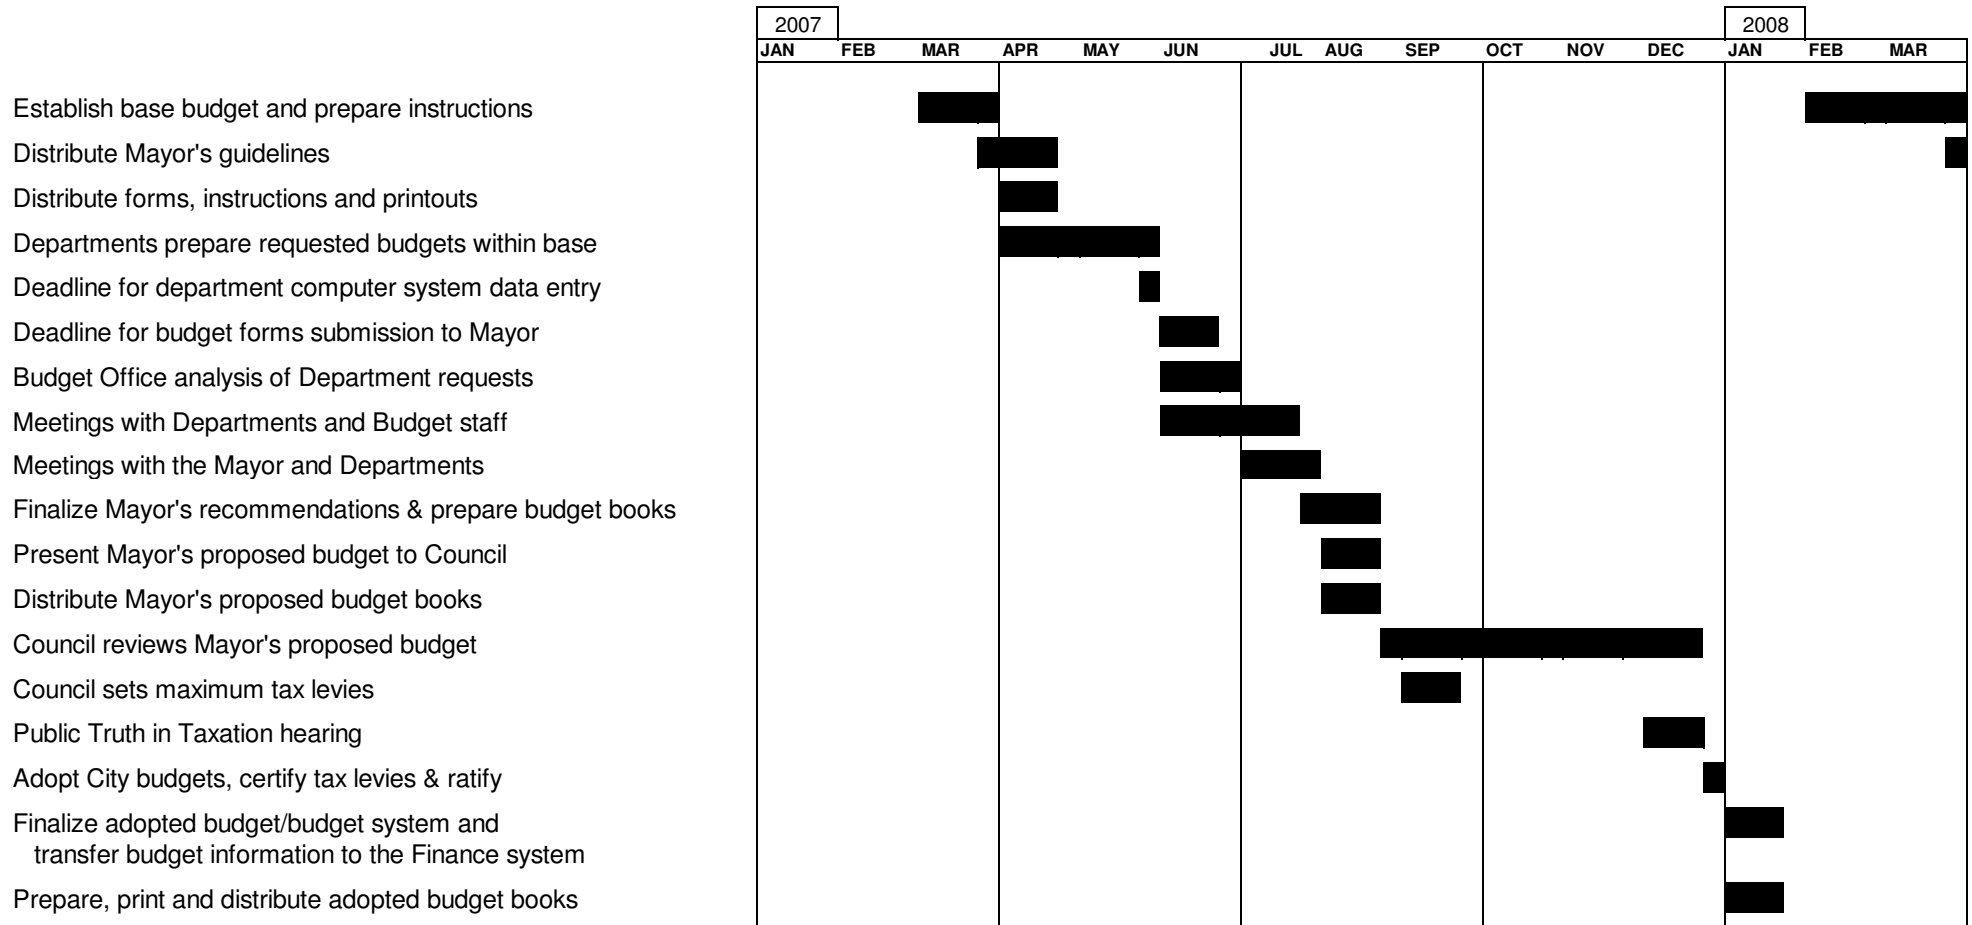 2007 2008
JAN FEB MAR APR MAY JUN JUL AUG SEP OCT NOV DEC JAN FEB MAR
Establish base budget and prepare instructions
Distribute Mayor's guidelines
Distribute forms, instructions and printouts
Departments prepare requested budgets within base
Deadline for department computer system data entry
Deadline for budget forms submission to Mayor
Budget Office analysis of Department requests
Meetings with Departments and Budget staff
Meetings with the Mayor and Departments
Finalize Mayor's recommendations & prepare budget books
Present Mayor's proposed budget to Council
Distribute Mayor's proposed budget books
Council reviews Mayor's proposed budget
Council sets maximum tax levies
Public Truth in Taxation hearing
Adopt City budgets, certify tax levies & ratify
Finalize adopted budget/budget system and
transfer budget information to the Finance system
Prepare, print and distribute adopted budget books